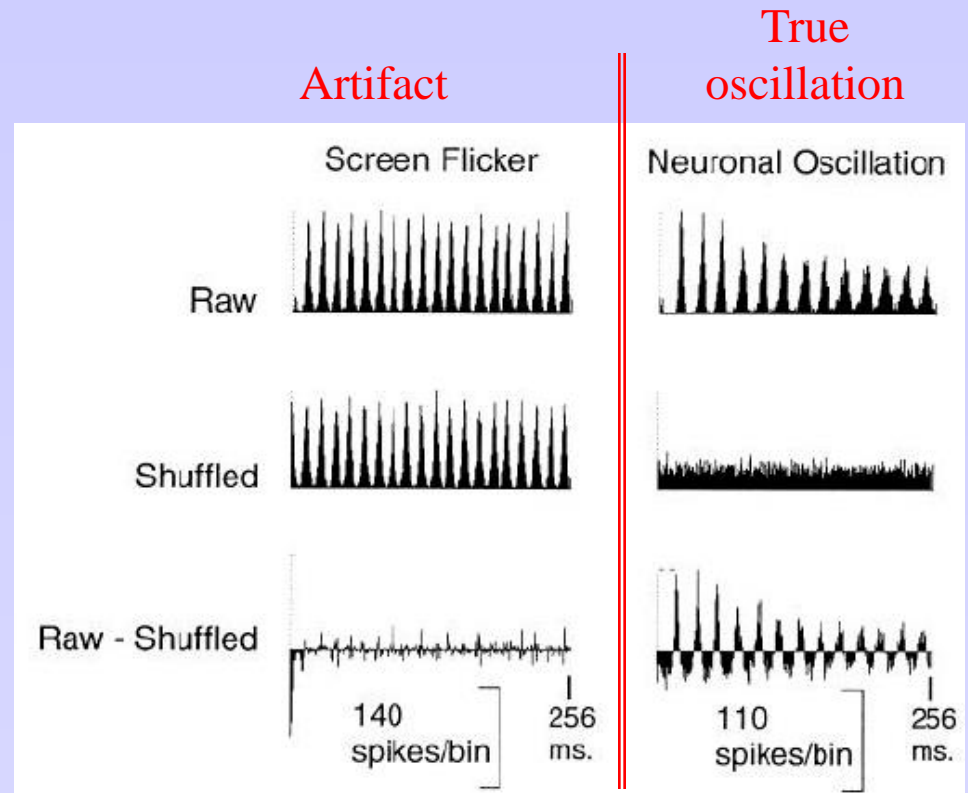 Artifact
True
oscillation
Screen Flicker
Neuronal Oscillation
Raw
Shuffled
Raw - Shuffled
140
spikes/bin
256
ms.
110
spikes/bin
256
ms.